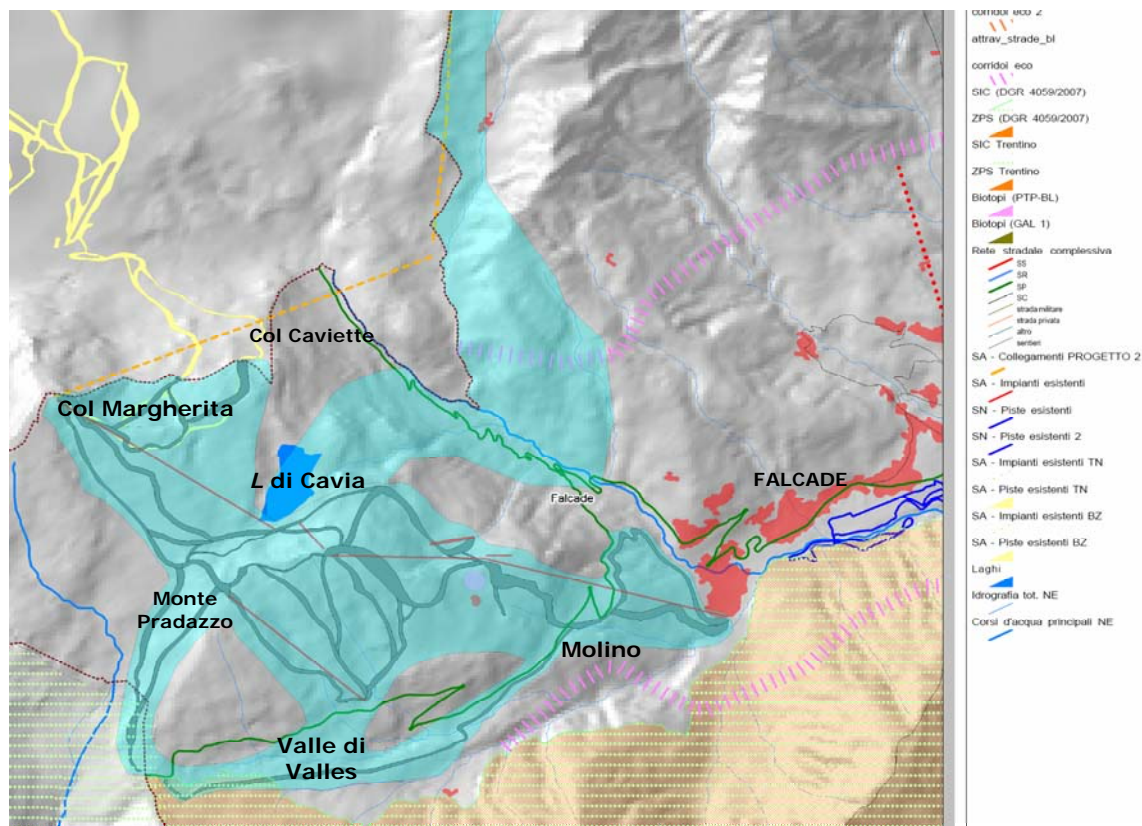 Col Caviette
Col Margherita
L di Cavia
Falcade
FALCADE
Monte
Pradazzo
Molino
Valle di
Valles
corridoi eco 2
attrav_strade_bl
corridoi eco
SIC (DGR 4059/2007)
ZPS (DGR 4059/2007)
SIC Trentino
ZPS Trentino
Biotopi (PTP-BL)
Biotopi (GAL 1)
Rete stradale complessiva
SS
SR
SP
SC
strada militare
strada privata
altro
sentieri
SA - Collegamenti PROGETTO 2
SA - Impianti esistenti
SN - Piste esistenti
SN - Piste esistenti 2
SA - Impianti esistenti TN
SA - Piste esistenti TN
SA - Impianti esistenti BZ
SA - Piste esistenti BZ
Laghi
Idrografia tot. NE
Corsi d'acqua principali NE